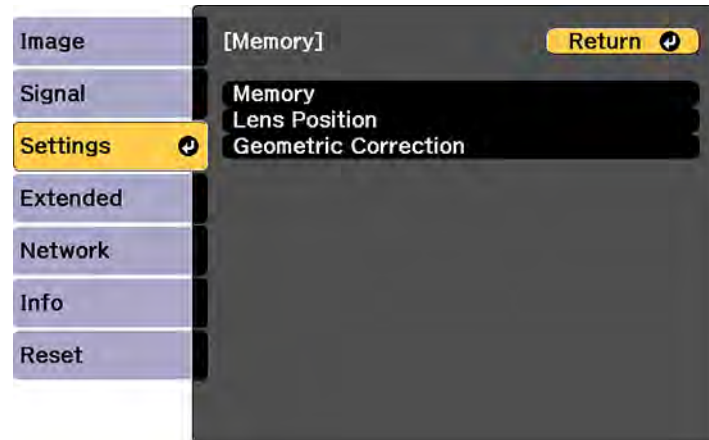 Image
Signal
Settings
Extended
Network
Info
Reset
[Memory]
Return
Memory
Lens Position
Geometric Correction